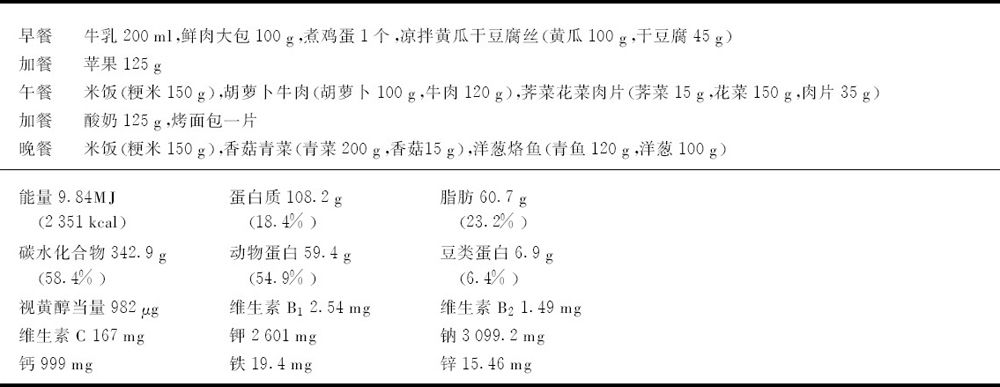 早餐 牛乳 200 ml,鲜肉大包 100 g,煮鸡蛋 1 个,凉拌黄瓜干豆腐丝(黄瓜 100 g,干豆腐 45 g)
加餐 苹果 125 g
午餐 米饭(粳米 150 g),胡萝卜牛肉(胡萝卜 100 g,牛肉 120 g),荠菜花菜肉片(荠菜 15 g,花菜 150 g,肉片 35 g)
加餐 酸奶 125 g,烤面包一片
晚餐 米饭(粳米 150 g),香菇青菜(青菜 200 g,香菇15 g),洋葱烙鱼(青鱼 120 g,洋葱 100 g)
能量 9.84MJ 蛋白质 108.2 g 脂肪 60.7 g
(2 351 kcal) (18.4%) (23.2%)
碳水化合物 342.9 g 动物蛋白 59.4 g 豆类蛋白 6.9 g
(58.4%) (54.9%) (6.4%)
视黄醇当量 982 μg 维生素 B₁ 2.54 mg 维生素 B₂ 1.49 mg
维生素 C 167 mg 钾 2 601 mg 钠 3 099.2 mg
钙 999 mg 铁 19.4 mg 锌 15.46 mg